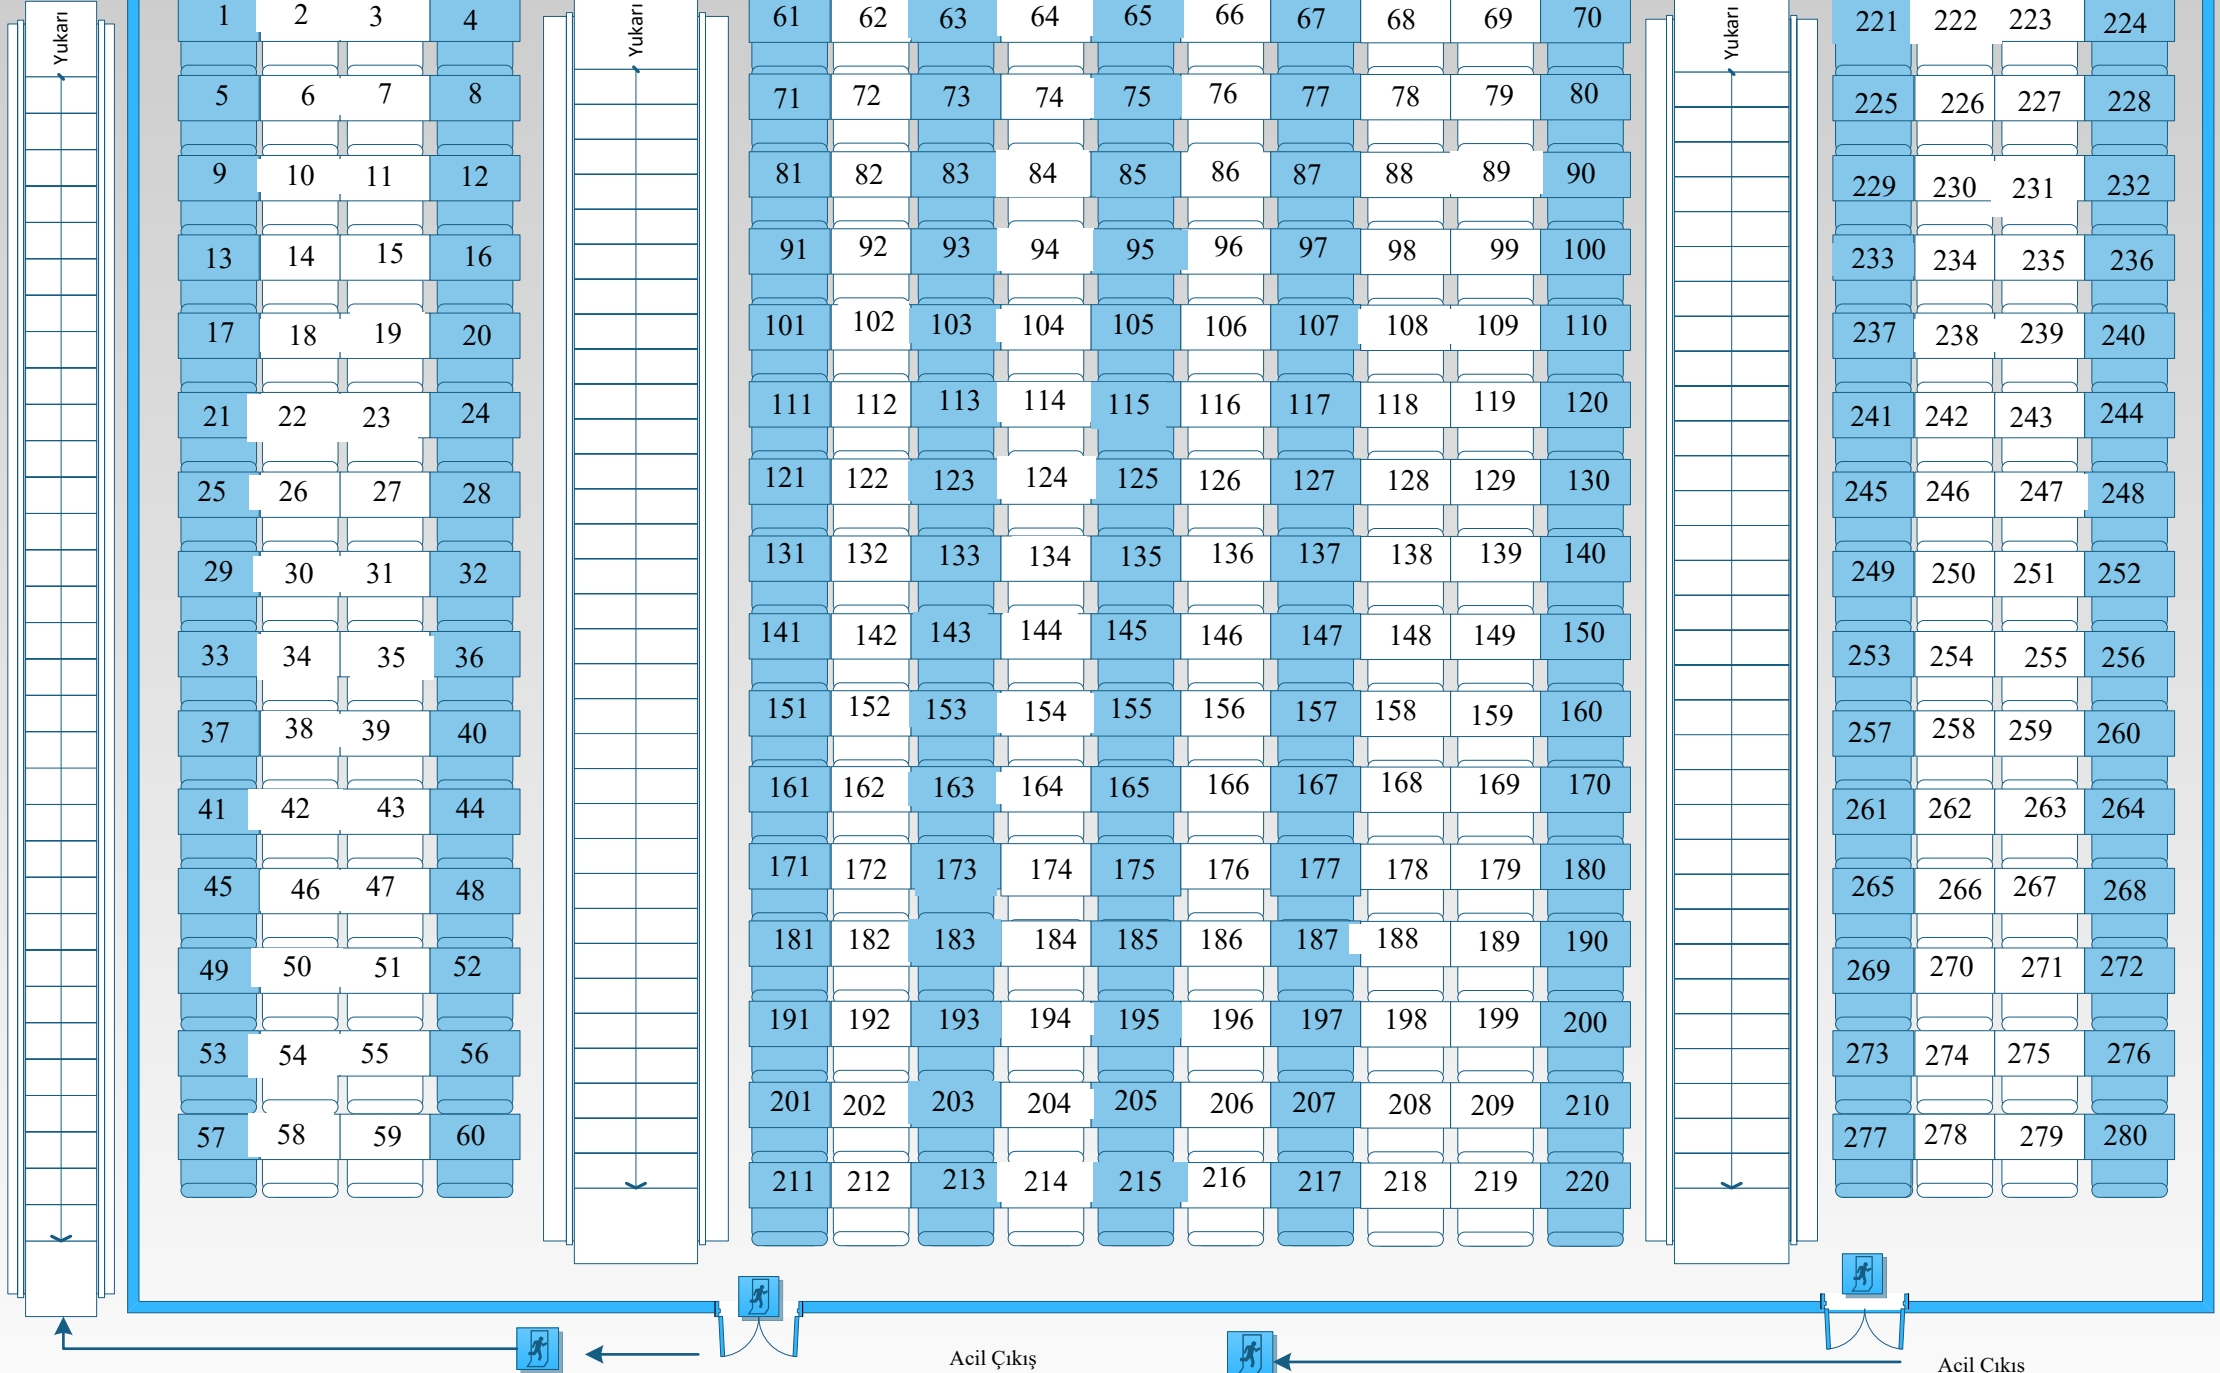 Yukarı 1 2 3 4 Yukarı 61 62 63 64 65 66 67 68 69 70 Yukarı 221 222 223 224
5 6 7 8 71 72 73 74 75 76 77 78 79 80 225 226 227 228
9 10 11 12 81 82 83 84 85 86 87 88 89 90 229 230 231 232
13 14 15 16 91 92 93 94 95 96 97 98 99 100 233 234 235 236
17 18 19 20 101 102 103 104 105 106 107 108 109 110 237 238 239 240
21 22 23 24 111 112 113 114 115 116 117 118 119 120 241 242 243 244
25 26 27 28 121 122 123 124 125 126 127 128 129 130 245 246 247 248
29 30 31 32 131 132 133 134 135 136 137 138 139 140 249 250 251 252
33 34 35 36 141 142 143 144 145 146 147 148 149 150 253 254 255 256
37 38 39 40 151 152 153 154 155 156 157 158 159 160 257 258 259 260
41 42 43 44 161 162 163 164 165 166 167 168 169 170 261 262 263 264
45 46 47 48 171 172 173 174 175 176 177 178 179 180 265 266 267 268
49 50 51 52 181 182 183 184 185 186 187 188 189 190 269 270 271 272
53 54 55 56 191 192 193 194 195 196 197 198 199 200 273 274 275 276
57 58 59 60 201 202 203 204 205 206 207 208 209 210 277 278 279 280
211 212 213 214 215 216 217 218 219 220
Acil Çıkış Acil Çıkış